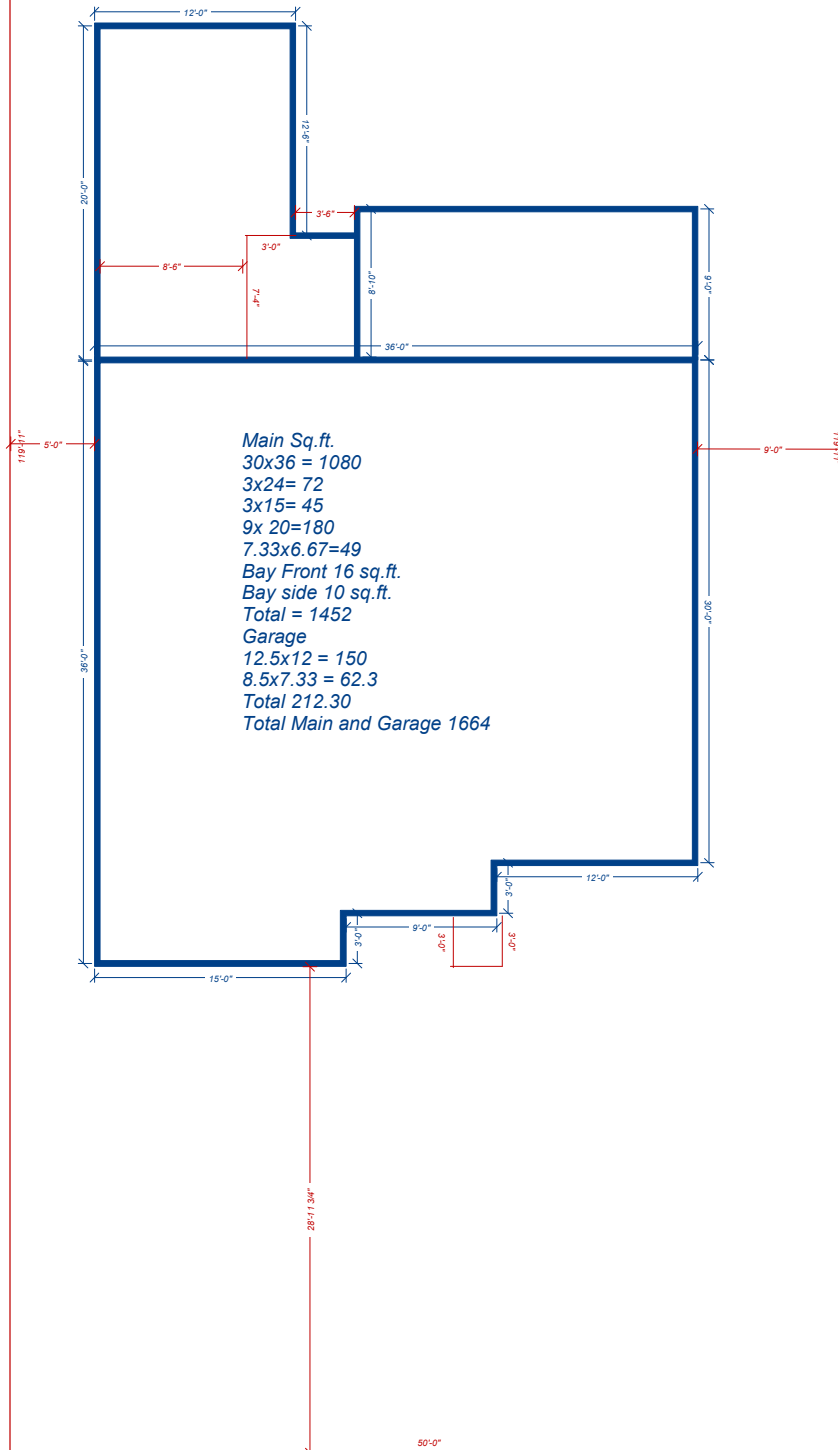 12'-0"
12'-6"
20'-0"
3'-6"
3'-0"
8'-6"
7'-4"
8'-10"
9'-0"
36'-0"
119'-11"
5'-0"
9'-0"
Main Sq.ft.
30x36 = 1080
3x24= 72
3x15= 45
9x 20=180
7.33x6.67=49
Bay Front 16 sq.ft.
Bay side 10 sq.ft.
Total = 1452
Garage
12.5x12 = 150
8.5x7.33 = 62.3
Total 212.30
Total Main and Garage 1664
30'-0"
36'-0"
12'-0"
3'-0"
9'-0"
3'-0"
3'-0"
3'-0"
15'-0"
28'-11 3/4"
50'-0"